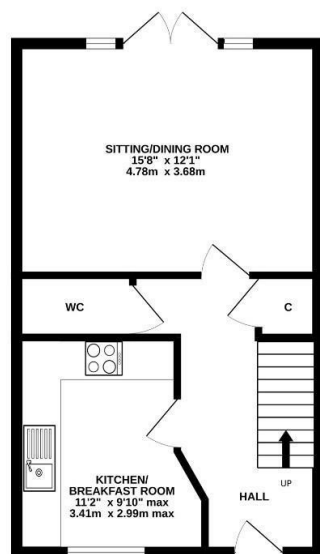 SITTING/DINING ROOM
15'8" x 12'1"
4.78m x 3.68m
WC
C
KITCHEN/
BREAKFAST ROOM
11'2" x 9'10" max
3.41m x 2.99m max
UP
HALL